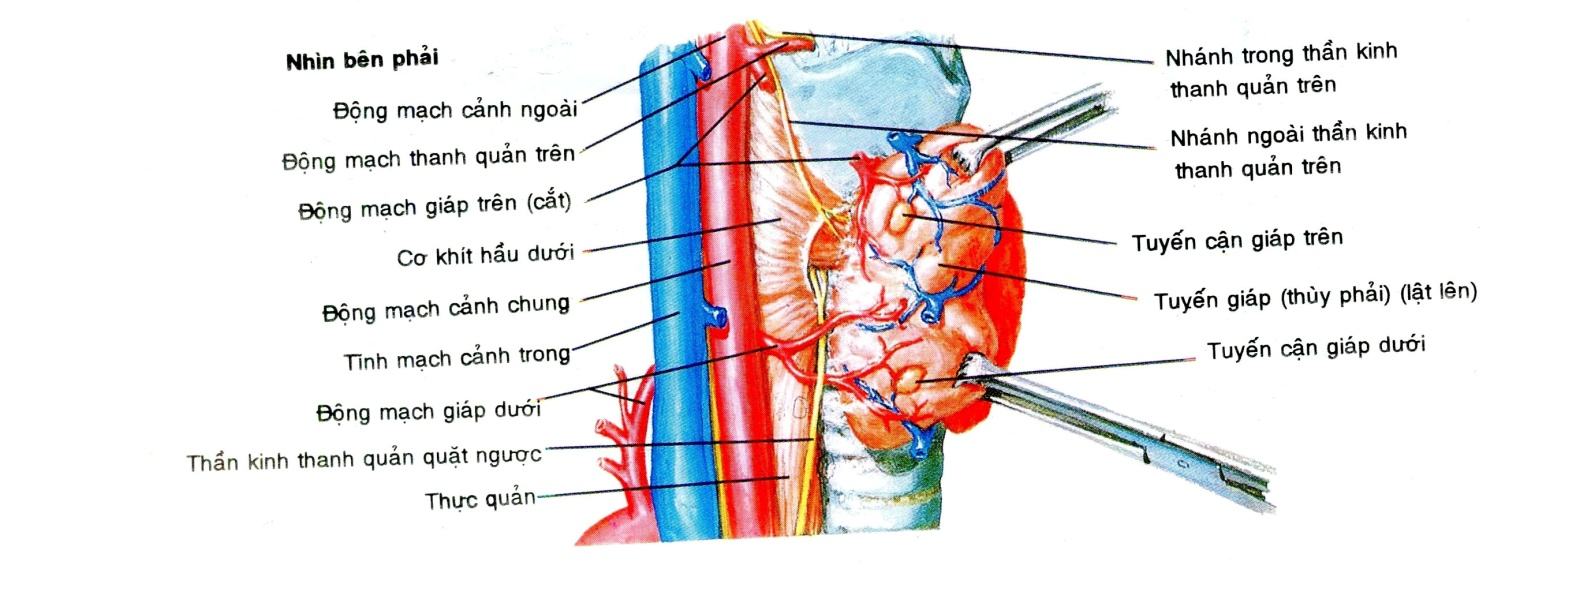 Nhìn bên phải
Động mạch cảnh ngoài
Động mạch thanh quản trên
Động mạch giáp trên (cắt)
Cơ khít hầu dưới
Động mạch cảnh chung
Tĩnh mạch cảnh trong
Động mạch giáp dưới
Thần kinh thanh quản quặt ngược
Thực quản
Nhánh trong thần kinh
thanh quản trên
Nhánh ngoài thần kinh
thanh quản trên
Tuyến cận giáp trên
Tuyến giáp (thùy phải) (lật lên)
Tuyến cận giáp dưới